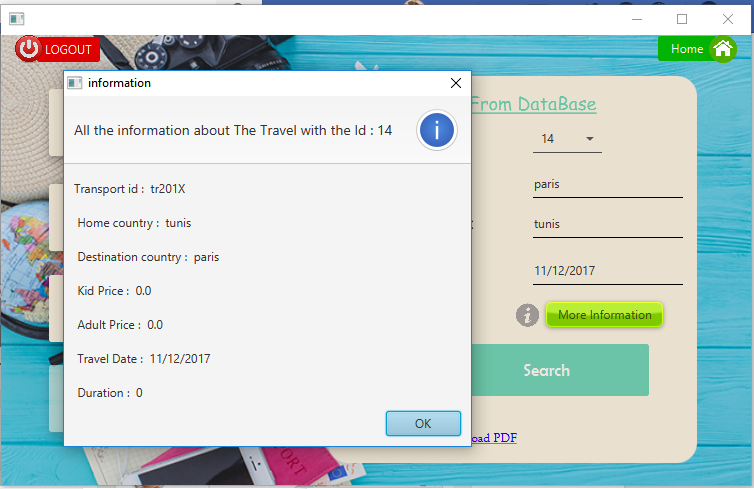 LOGOUT
Home
information
From DataBase
All the information about The Travel with the Id : 14
14
Transport id : tr201X
paris
Home country : tunis
tunis
Destination country : paris
11/12/2017
Kid Price : 0.0
More Information
Adult Price : 0.0
Travel Date : 11/12/2017
Search
Duration : 0
OK
oad PDF